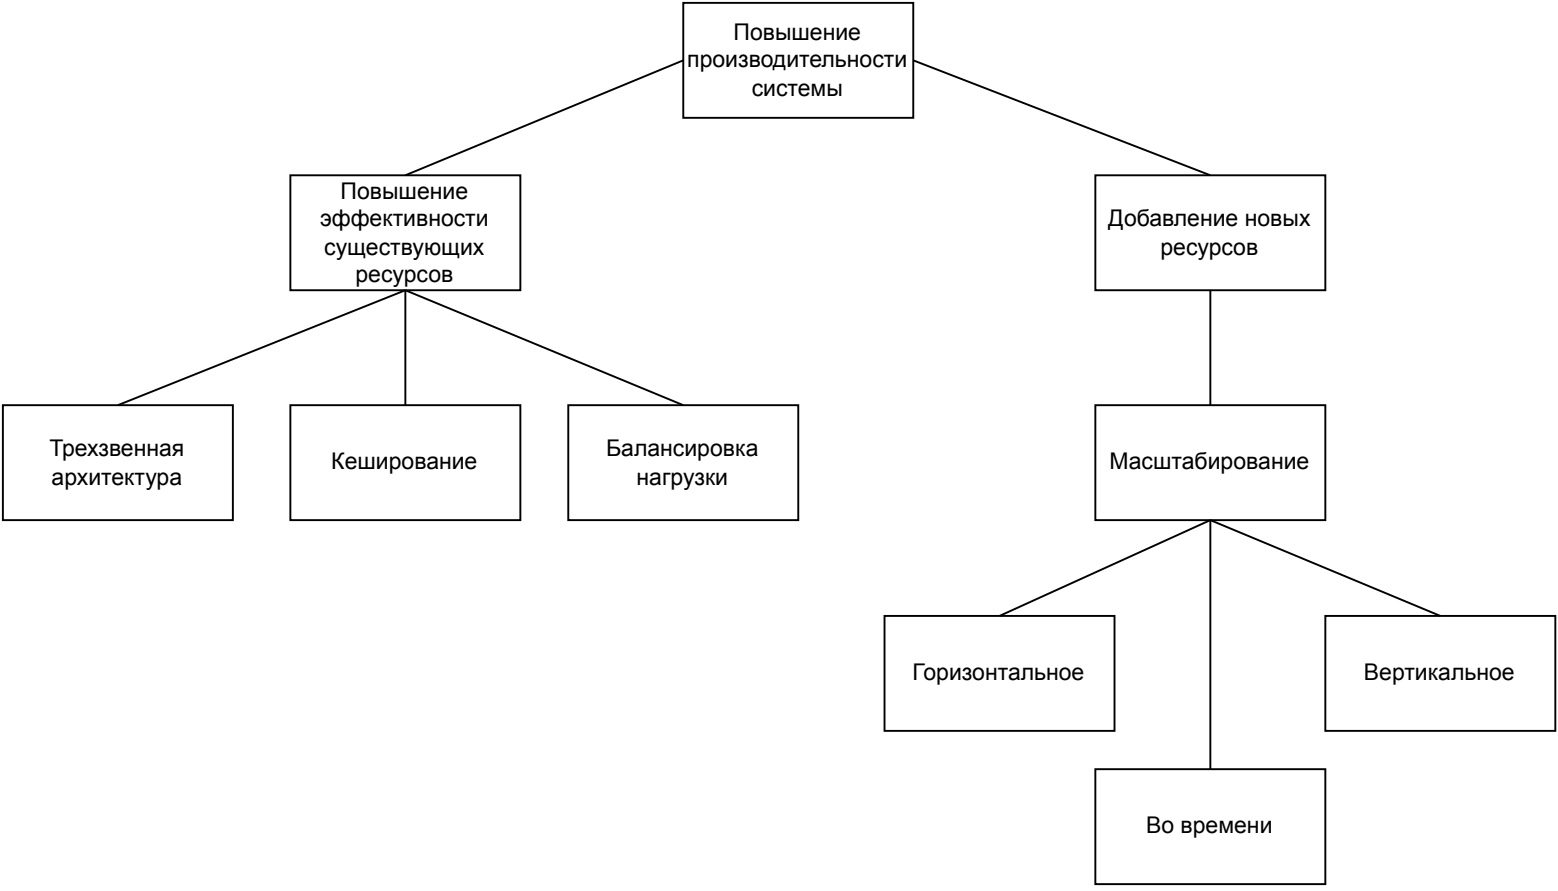 Повышение
производительности
системы
Повышение
эффективности
существующих
ресурсов
Добавление новых
ресурсов
Трехзвенная
архитектура
Кеширование
Балансировка
нагрузки
Масштабирование
Горизонтальное
Вертикальное
Во времени